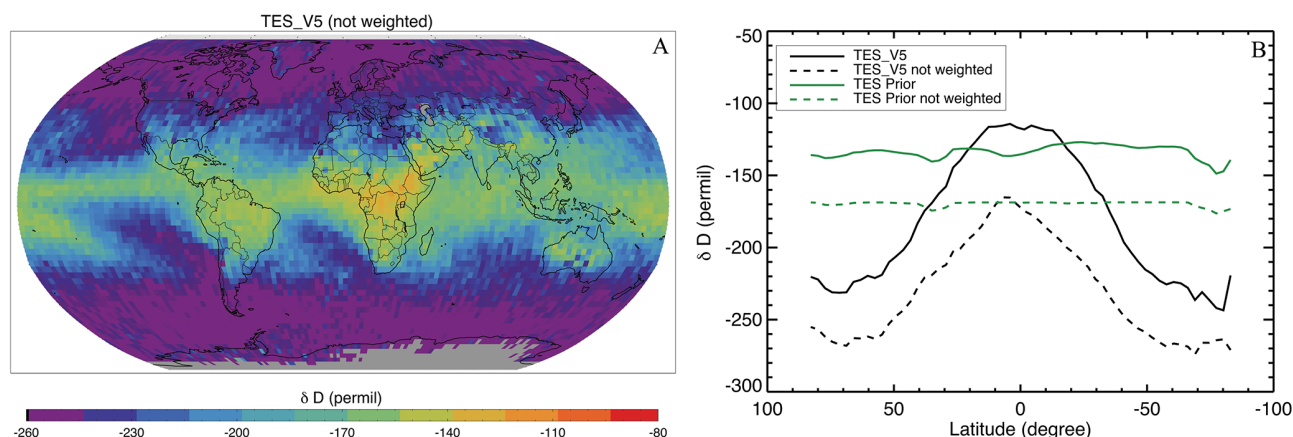 TES_V5 (not weighted)
A
δ D (permil)
-260 -230 -200 -170 -140 -110 -80
B
TES_V5
TES_V5 not weighted
TES Prior
TES Prior not weighted
-50
-100
-150
-200
-250
-300
δ D (permil)
100 50 0 -50 -100
Latitude (degree)